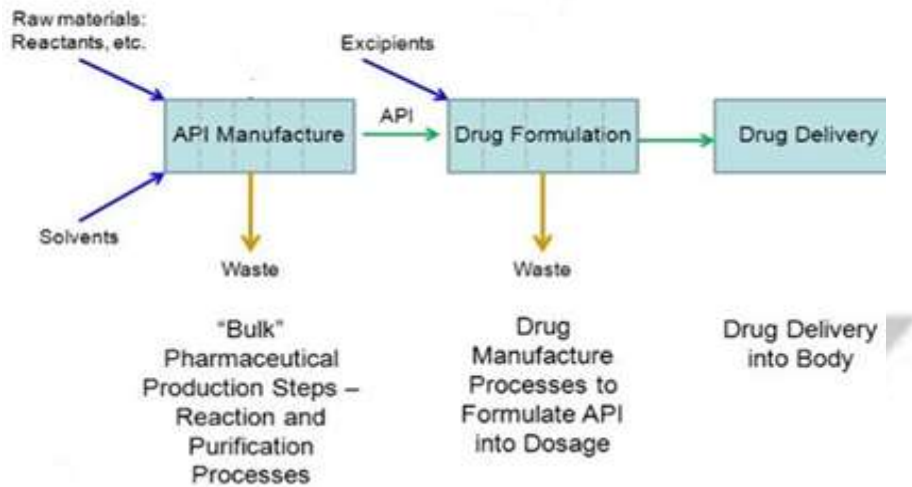 Raw materials:
Reactants, etc.
Excipients
API Manufacture
API
Drug Formulation
Drug Delivery
Solvents
Waste
Waste
“Bulk”
Pharmaceutical
Production Steps –
Reaction and
Purification
Processes
Drug
Manufacture
Processes to
Formulate API
into Dosage
Drug Delivery
into Body